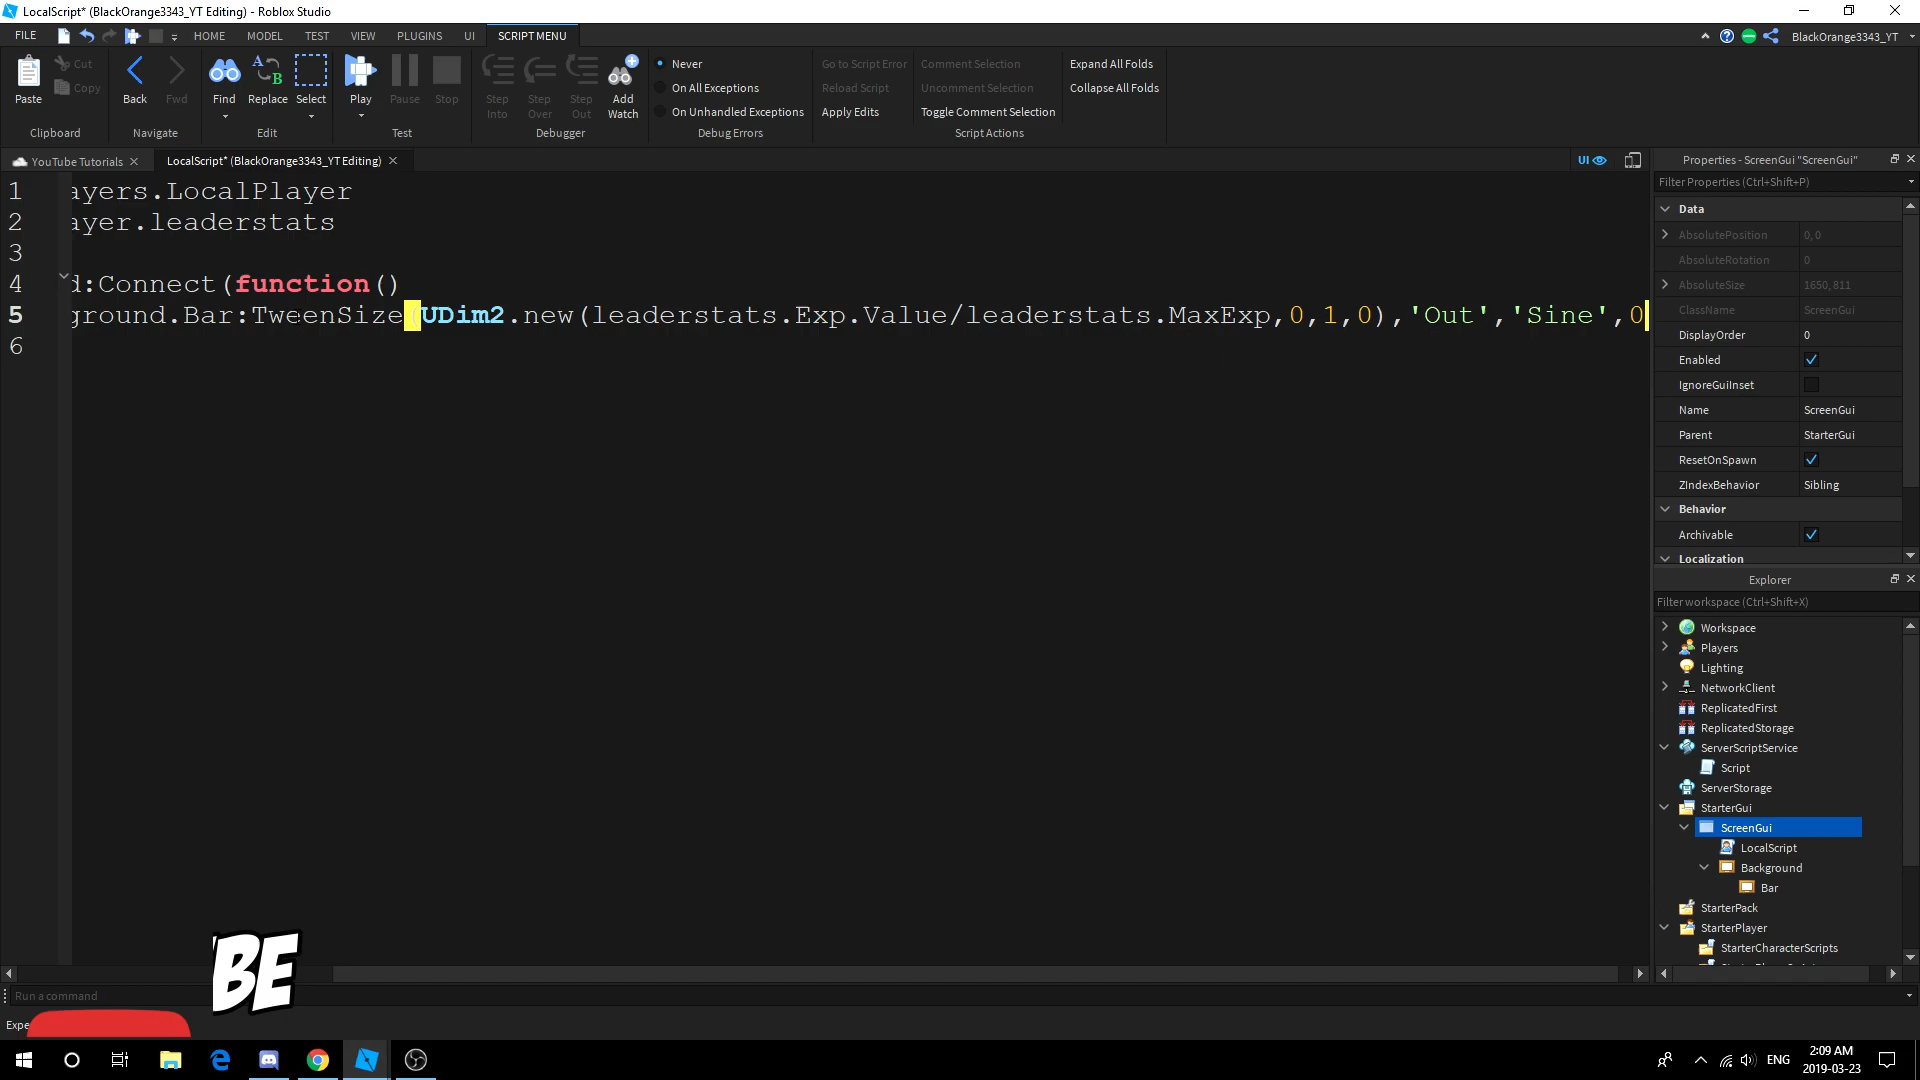 LocalScript* (BlackOrange3343_YT Editing) - Roblox Studio
FILE HOME MODEL TEST VIEW PLUGINS UI SCRIPT MENU BlackOrange3343_YT
Paste Cut Copy Clipboard
Back Fwd Navigate
Find Replace Select Edit
Play Pause Stop Test
Step Into Step Over Step Out Add Watch Debugger
Never
On All Exceptions
On Unhandled Exceptions
Debug Errors
Go to Script Error Comment Selection Expand All Folds
Reload Script Uncomment Selection Collapse All Folds
Apply Edits Toggle Comment Selection
Script Actions
YouTube Tutorials LocalScript* (BlackOrange3343_YT Editing) UI
1 ayers.LocalPlayer
2 ayer.leaderstats
3
4 d:Connect(function()
5 ground.Bar:TweenSize(UDim2.new(leaderstats.Exp.Value/leaderstats.MaxExp,0,1,0),'Out','Sine',0
6
Properties - ScreenGui "ScreenGui"
Filter Properties (Ctrl+Shift+P)
Data
AbsolutePosition 0, 0
AbsoluteRotation 0
AbsoluteSize 1650, 811
ClassName ScreenGui
DisplayOrder 0
Enabled
IgnoreGuiInset
Name ScreenGui
Parent StarterGui
ResetOnSpawn
ZIndexBehavior Sibling
Behavior
Archivable
Localization
Explorer
Filter workspace (Ctrl+Shift+X)
Workspace
Players
Lighting
NetworkClient
ReplicatedFirst
ReplicatedStorage
ServerScriptService
Script
ServerStorage
StarterGui
ScreenGui
LocalScript
Background
Bar
StarterPack
StarterPlayer
StarterCharacterScripts
BE
Run a command
Expe
ENG 2:09 AM
2019-03-23